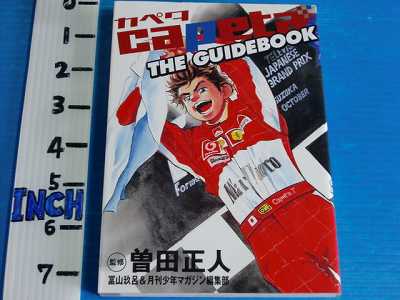 カペタ
capeta
THE GUIDEBOOK
JAPANESE
GRAND PRIX
SUZUKA
OCTOBER
Capeta.T
監修
曽田正人
冨山玖呂&月刊少年マガジン編集部
0
1
2
3
4
5
INCH
6
7